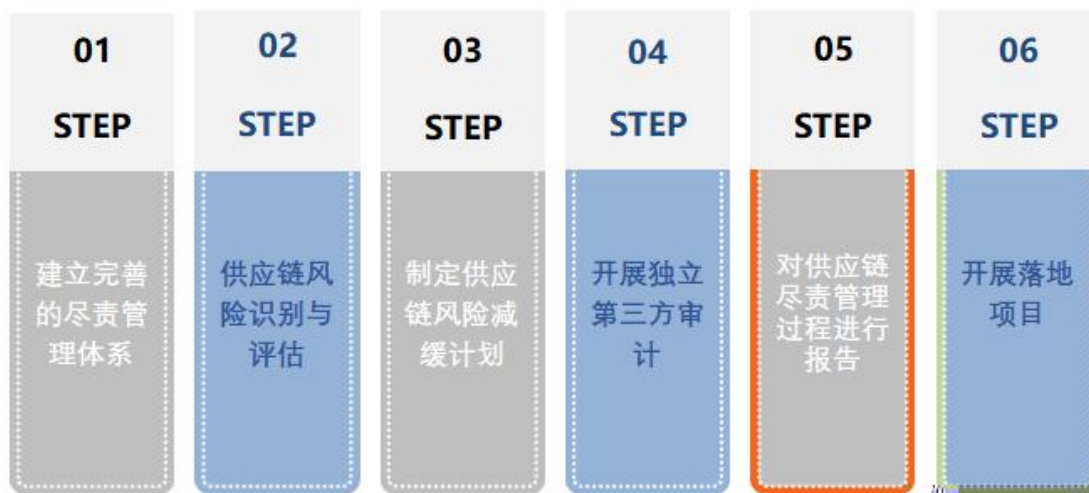 01
STEP
建立完善
的尽责管
理体系
02
STEP
供应链风
险识别与
评估
03
STEP
制定供应
链风险减
缓计划
04
STEP
开展独立
第三方审
计
05
STEP
对供应链
尽责管理
过程进行
报告
06
STEP
开展落地
项目